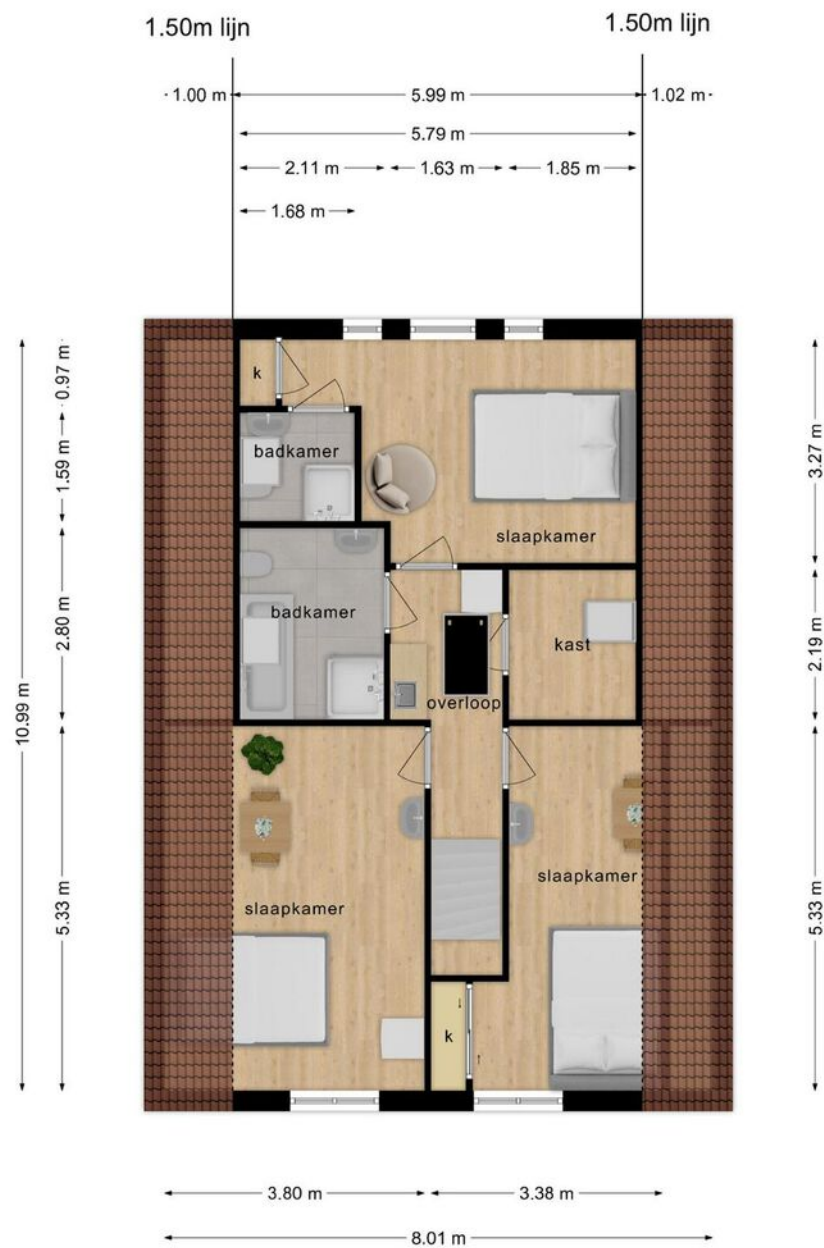 1.50m lijn
1.50m lijn
1.00 m
5.99 m
1.02 m
5.79 m
2.11 m
1.63 m
1.85 m
1.68 m
0.97 m
k
badkamer
1.59 m
3.27 m
slaapkamer
badkamer
2.80 m
kast
2.19 m
overloop
10.99 m
slaapkamer
slaapkamer
5.33 m
5.33 m
k
3.80 m
3.38 m
8.01 m